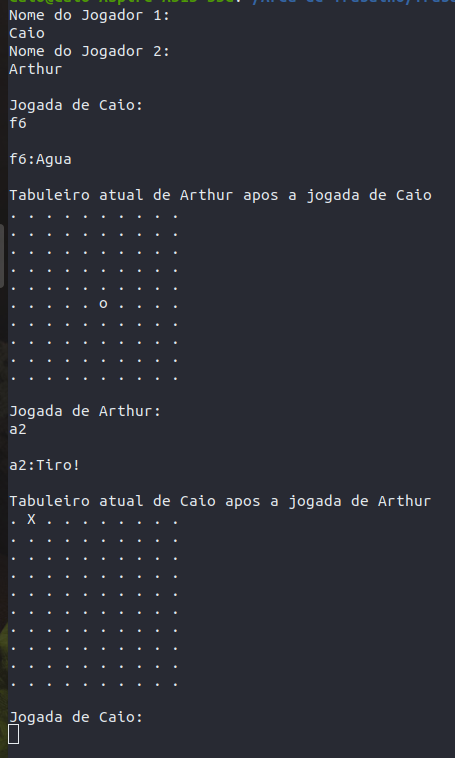 Nome do Jogador 1:
Caio
Nome do Jogador 2:
Arthur
Jogada de Caio:
f6
f6:Agua
Tabuleiro atual de Arthur apos a jogada de Caio
. . . . . . . . . .
. . . . . . . . . .
. . . . . . . . . .
. . . . . . . . . .
. . . . . . . . . .
. . . . . o . . . .
. . . . . . . . . .
. . . . . . . . . .
. . . . . . . . . .
. . . . . . . . . .
Jogada de Arthur:
a2
a2:Tiro!
Tabuleiro atual de Caio apos a jogada de Arthur
. X . . . . . . . .
. . . . . . . . . .
. . . . . . . . . .
. . . . . . . . . .
. . . . . . . . . .
. . . . . . . . . .
. . . . . . . . . .
. . . . . . . . . .
. . . . . . . . . .
. . . . . . . . . .
Jogada de Caio: